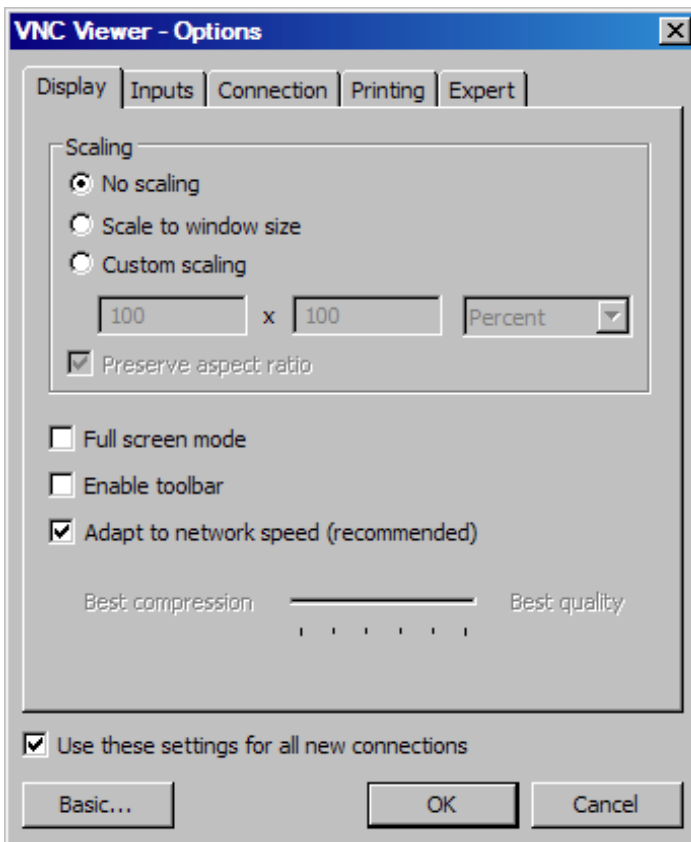 VNC Viewer - Options
Display Inputs Connection Printing Expert
Scaling
No scaling
Scale to window size
Custom scaling
100 x 100 Percent
Preserve aspect ratio
Full screen mode
Enable toolbar
Adapt to network speed (recommended)
Best compression Best quality
Use these settings for all new connections
Basic... OK Cancel